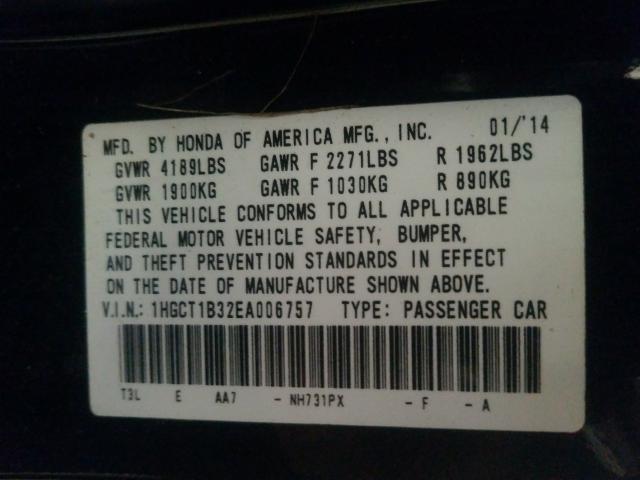 MFD. BY HONDA OF AMERICA MFG., INC. 01/'14
GVWR 4189LBS GAWR F 2271LBS R 1962LBS
GVWR 1900KG GAWR F 1030KG R 890KG
THIS VEHICLE CONFORMS TO ALL APPLICABLE
FEDERAL MOTOR VEHICLE SAFETY, BUMPER,
AND THEFT PREVENTION STANDARDS IN EFFECT
ON THE DATE OF MANUFACTURE SHOWN ABOVE.
V.I.N.: 1HGCT1B32EA006757 TYPE: PASSENGER CAR
T3L E AA7 - NH731PX - F - A